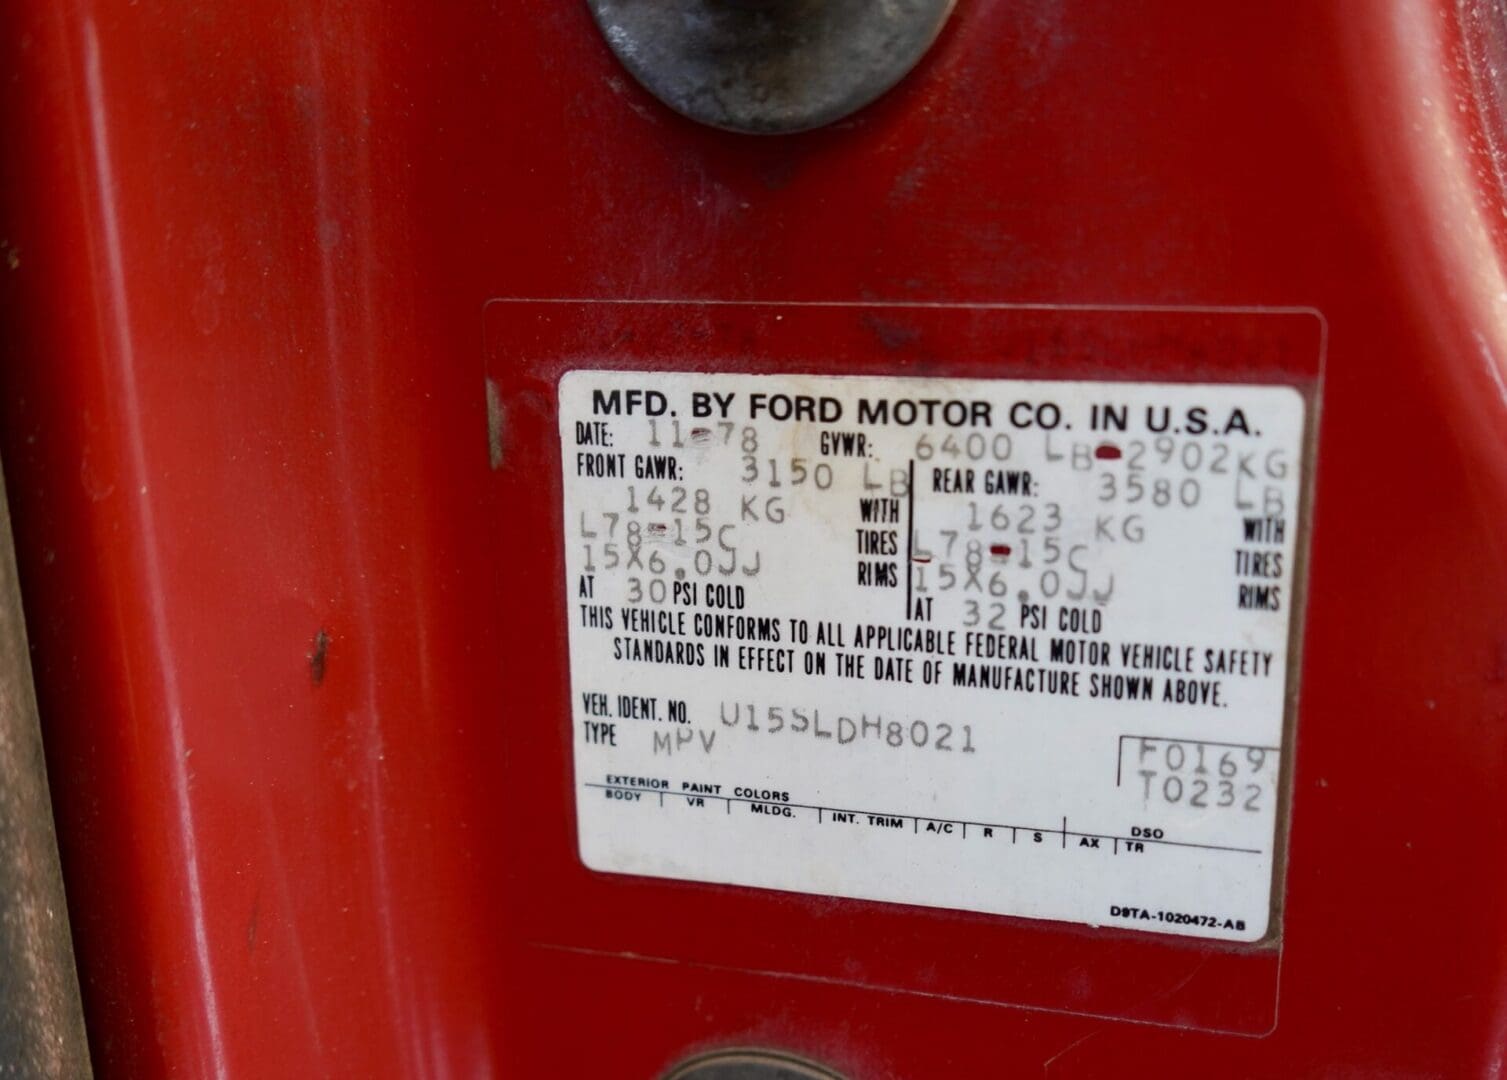 MFD. BY FORD MOTOR CO. IN U.S.A.
DATE: 11-78 GVWR: 6400 LB-2902KG
FRONT GAWR: 3150 LB REAR GAWR: 3580 LB
1428 KG WITH 1623 KG WITH
L78-15C TIRES L78-15C TIRES
15X6.0JJ RIMS 15X6.0JJ RIMS
AT 30 PSI COLD AT 32 PSI COLD
THIS VEHICLE CONFORMS TO ALL APPLICABLE FEDERAL MOTOR VEHICLE SAFETY
STANDARDS IN EFFECT ON THE DATE OF MANUFACTURE SHOWN ABOVE.
VEH. IDENT. NO. U15SLDH8021
TYPE MPV
F0169
T0232
EXTERIOR PAINT COLORS DSO
BODY VR MLDG. INT. TRIM A/C R S AX TR
D9TA-1020472-AB